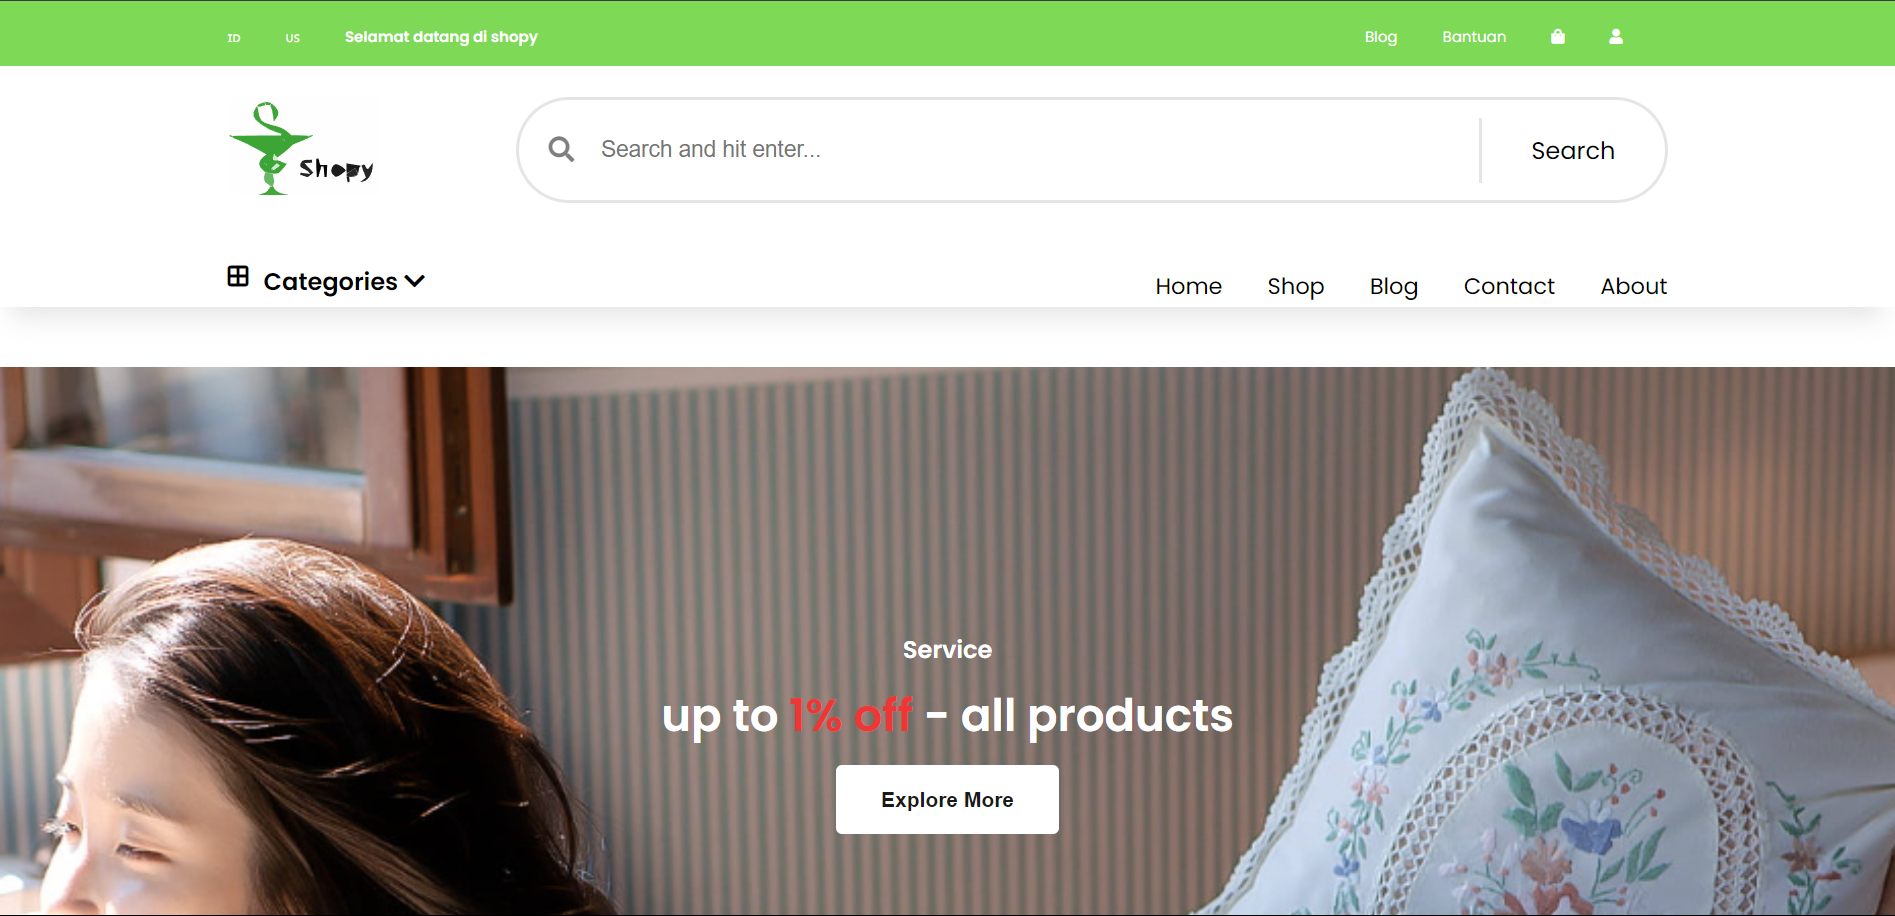 ID US Selamat datang di shopy Blog Bantuan
Shopy
Search and hit enter...
Search
Categories
Home Shop Blog Contact About
Service
up to 1% off - all products
Explore More